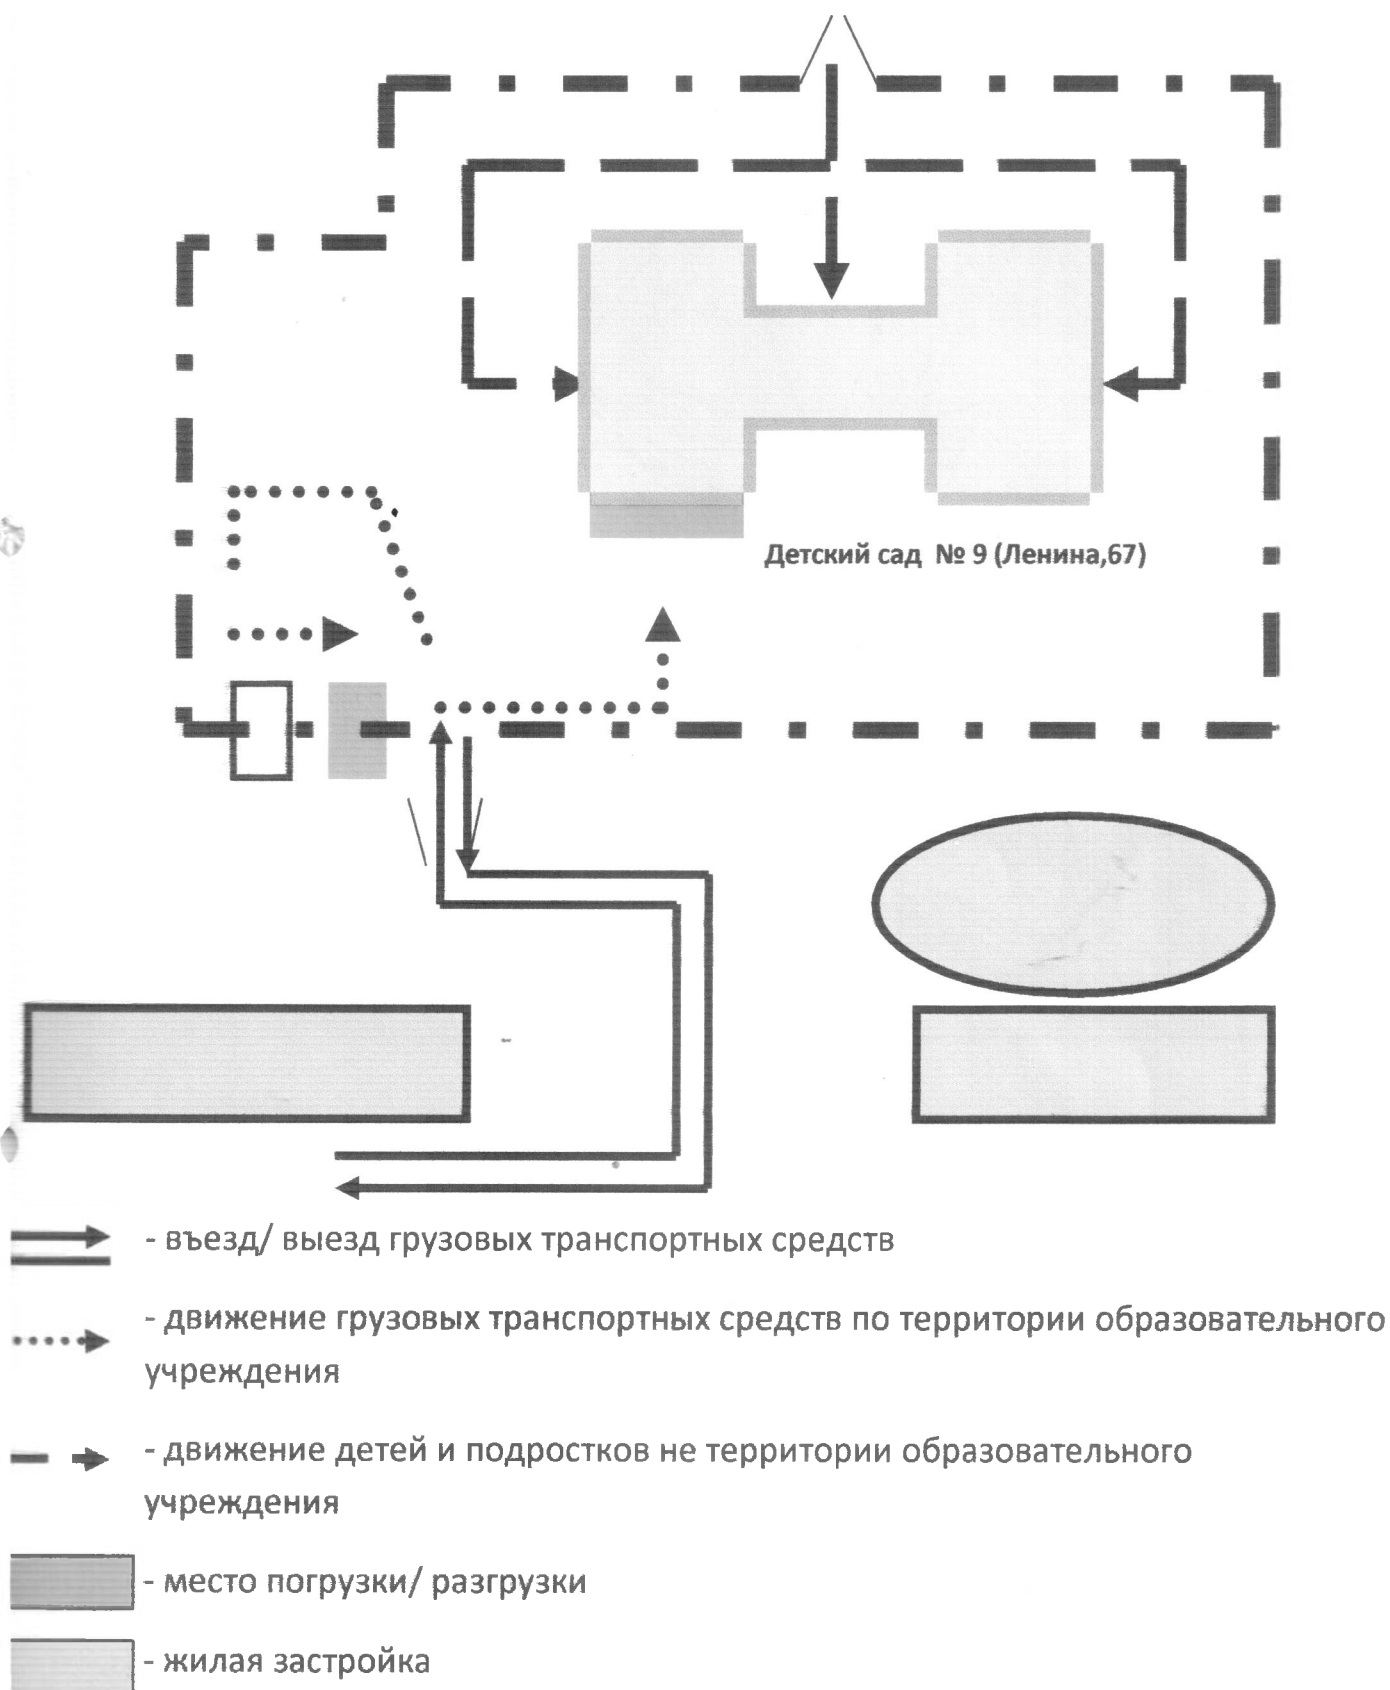 Детский сад № 9 (Ленина,67)
- въезд/ выезд грузовых транспортных средств
- движение грузовых транспортных средств по территории образовательного
учреждения
- движение детей и подростков не территории образовательного
учреждения
- место погрузки/ разгрузки
- жилая застройка